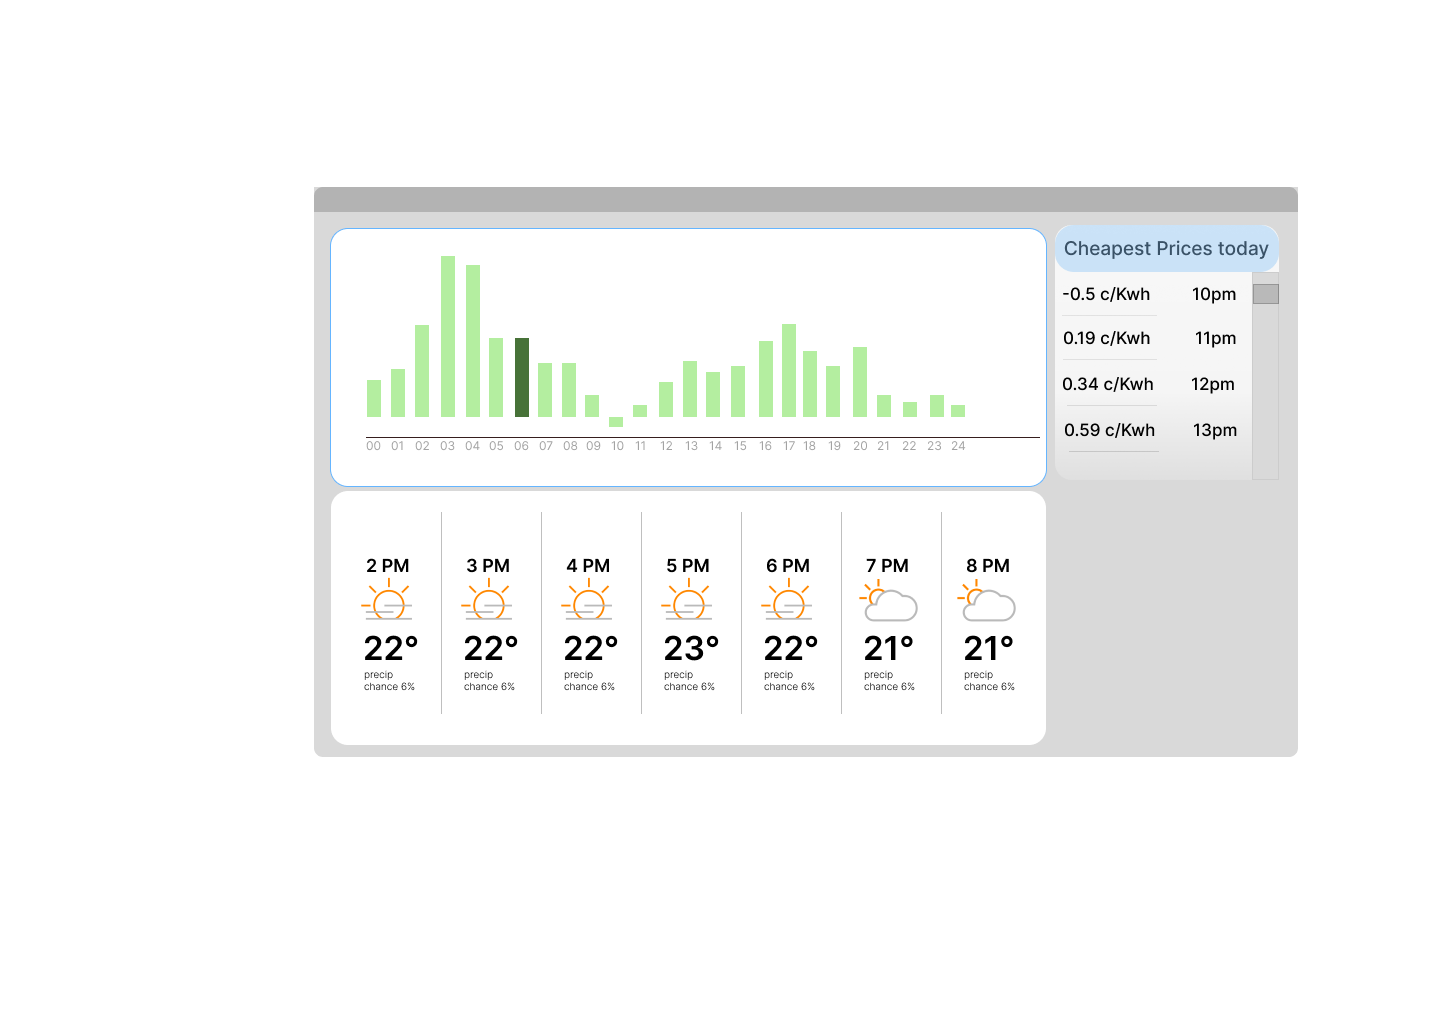 Cheapest Prices today
-0.5 c/Kwh 10pm
0.19 c/Kwh 11pm
0.34 c/Kwh 12pm
0.59 c/Kwh 13pm
00 01 02 03 04 05 06 07 08 09 10 11 12 13 14 15 16 17 18 19 20 21 22 23 24
2 PM 3 PM 4 PM 5 PM 6 PM 7 PM 8 PM
22° 22° 22° 23° 22° 21° 21°
precip precip precip precip precip precip precip
chance 6% chance 6% chance 6% chance 6% chance 6% chance 6% chance 6%